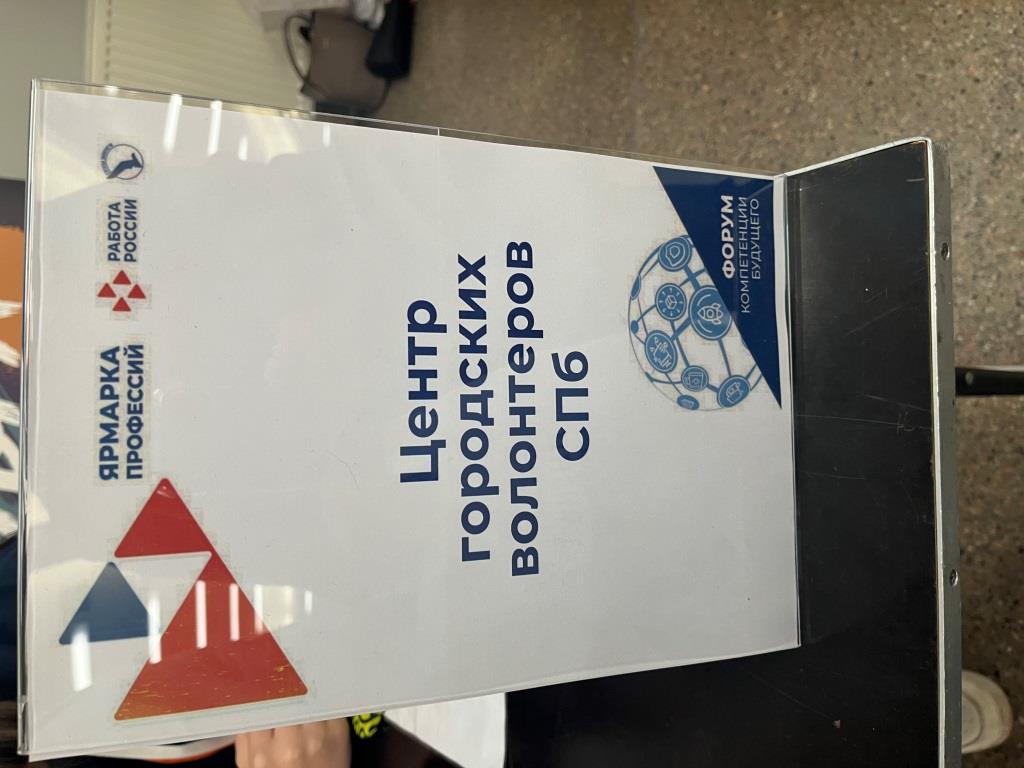 ЯРМАРКА
ПРОФЕССИЙ
РАБОТА
РОССИИ
Центр
городских
волонтеров
СПб
ФОРУМ
КОМПЕТЕНЦИИ
БУДУЩЕГО